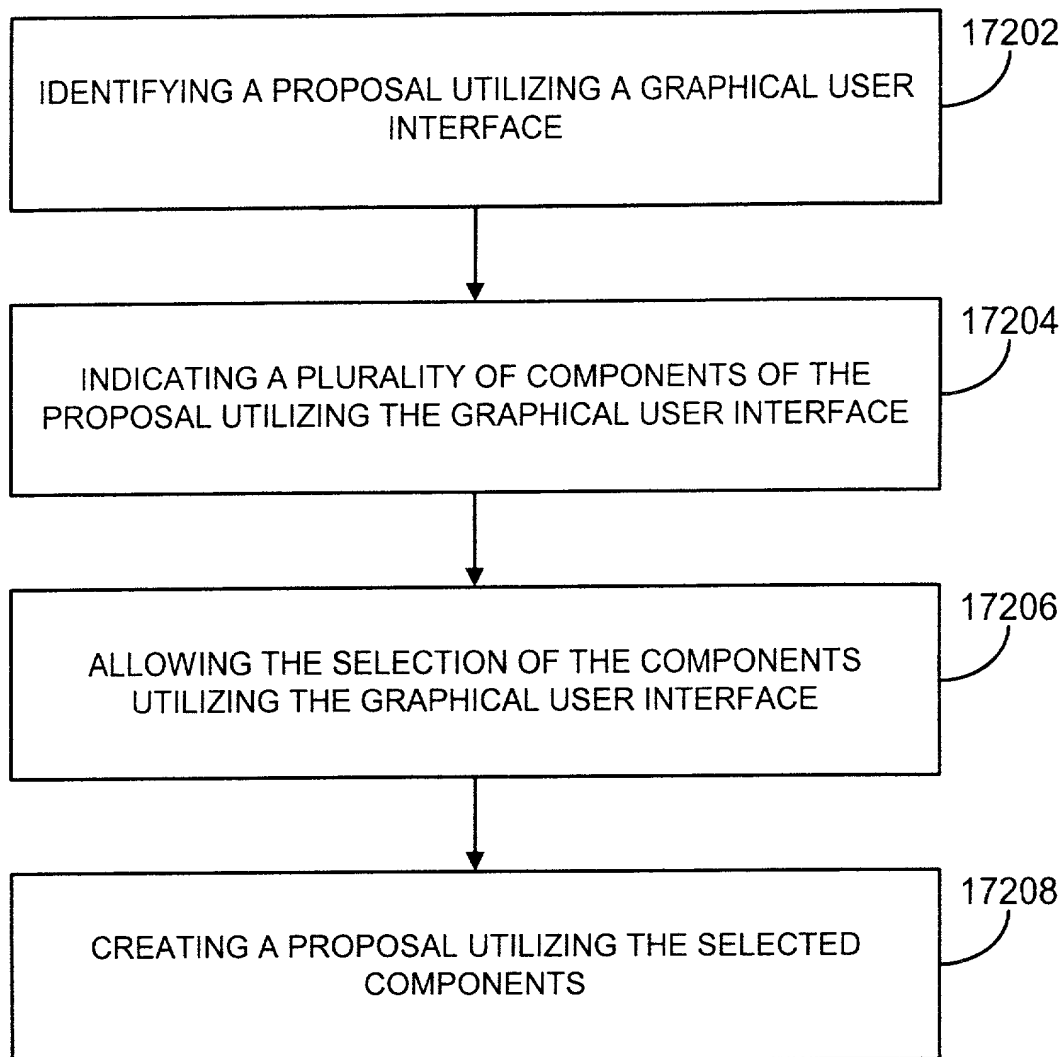 17202
IDENTIFYING A PROPOSAL UTILIZING A GRAPHICAL USER
INTERFACE
17204
INDICATING A PLURALITY OF COMPONENTS OF THE
PROPOSAL UTILIZING THE GRAPHICAL USER INTERFACE
17206
ALLOWING THE SELECTION OF THE COMPONENTS
UTILIZING THE GRAPHICAL USER INTERFACE
17208
CREATING A PROPOSAL UTILIZING THE SELECTED
COMPONENTS